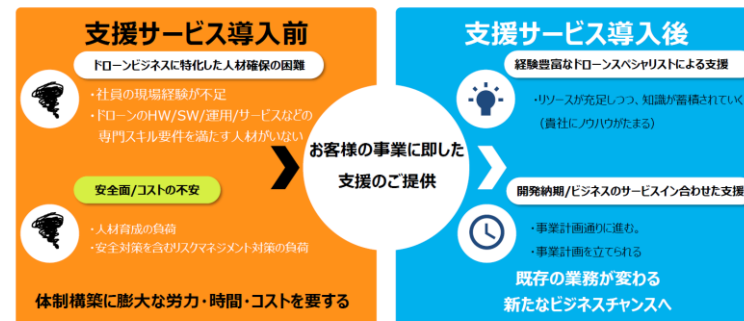 支援サービス導入前
ドローンビジネスに特化した人材確保の困難
・社員の現場経験が不足
・ドローンのHW/SW/運用/サービスなどの
専門スキル要件を満たす人材がいない
安全面/コストの不安
・人材育成の負荷
・安全対策を含むリスクマネジメント対策の負荷
体制構築に膨大な労力・時間・コストを要する
お客様の事業に即した
支援のご提供
支援サービス導入後
経験豊富なドローンスペシャリストによる支援
・リソースが充足しつつ、知識が蓄積されていく
(貴社にノウハウがたまる)
開発納期/ビジネスのサービスイン合わせた支援
・事業計画通りに進む。
・事業計画を立てられる
既存の業務が変わる
新たなビジネスチャンスへ